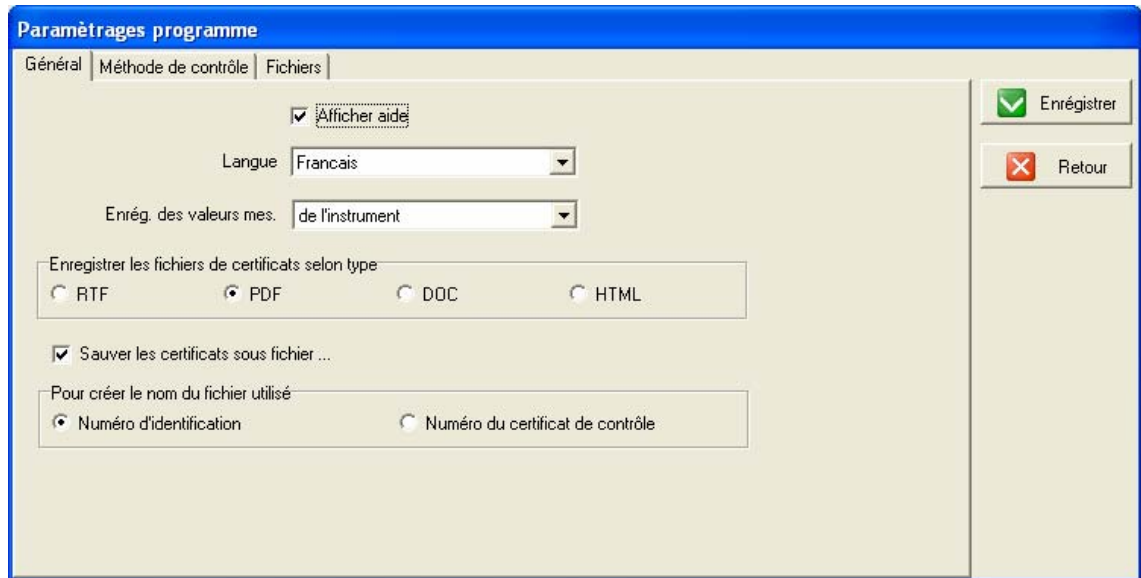 Paramètrages programme
Général Méthode de contrôle Fichiers
Afficher aide
Enrégistrer
Langue Francais
Retour
Enrég. des valeurs mes. de l'instrument
Enregistrer les fichiers de certificats selon type
RTF PDF DOC HTML
Sauver les certificats sous fichier ...
Pour créer le nom du fichier utilisé
Numéro d'identification Numéro du certificat de contrôle